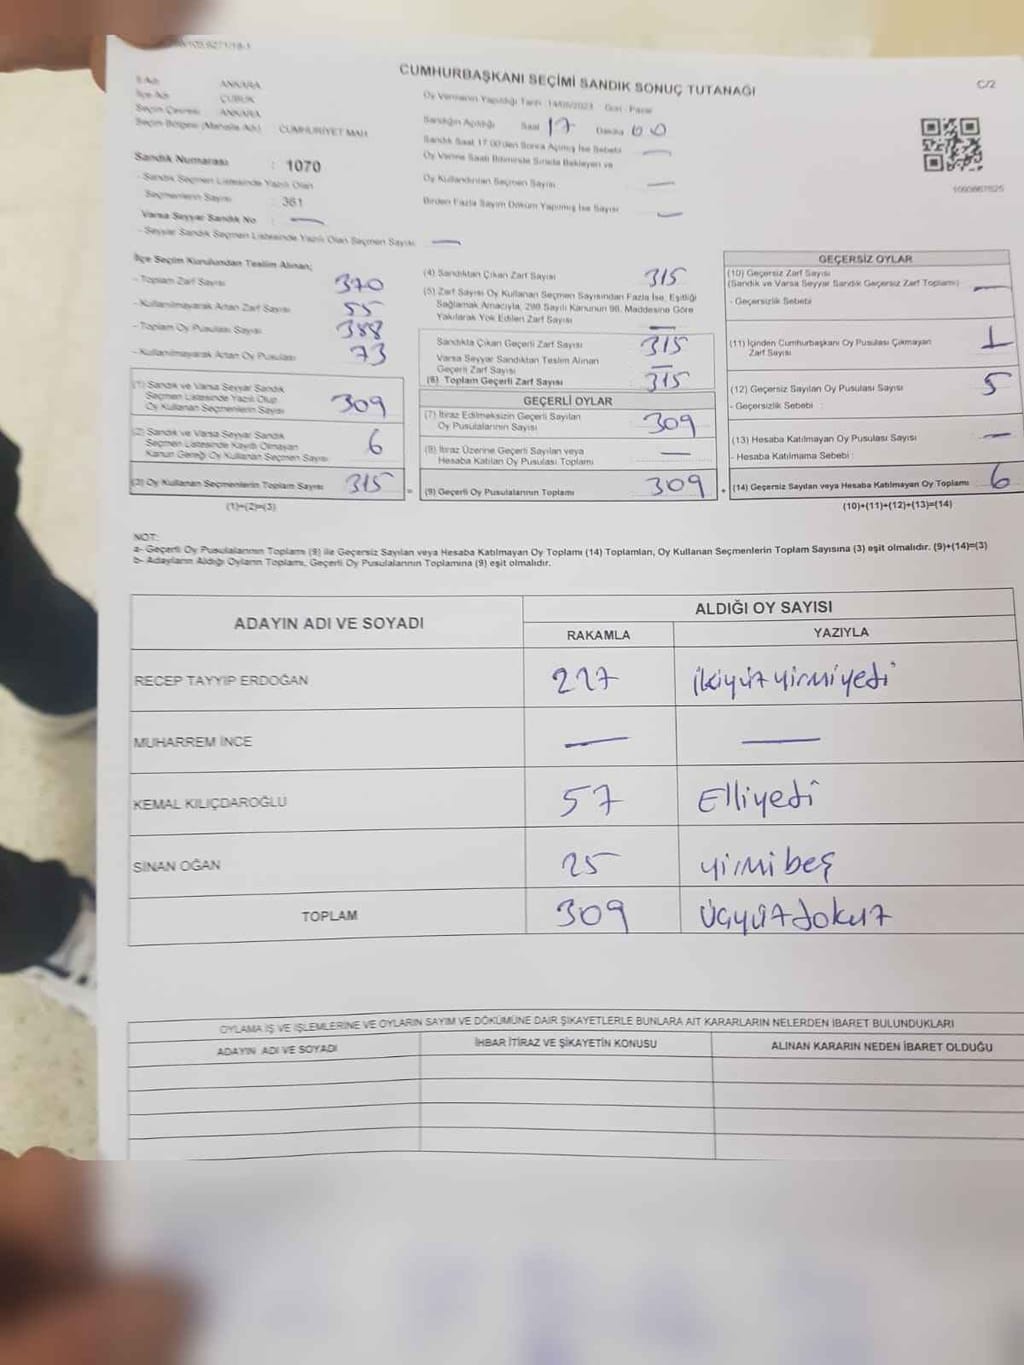 CUMHURBAŞKANI SEÇİMİ SANDIK SONUÇ TUTANAĞI
C/2
İl Adı ANKARA
İlçe Adı ÇUBUK
Seçim Çevresi ANKARA
Seçim Bölgesi (Mahalle Adı) : CUMHURİYET MAH
Sandık Numarası : 1070
- Sandık Seçmen Listesinde Yazılı Olan
Seçmenlerin Sayısı : 361
Varsa Seyyar Sandık No : —
- Seyyar Sandık Seçmen Listesinde Yazılı Olan Seçmen Sayısı —
Oy Vermenin Yapıldığı Tarih : 14/05/2023 Gün : Pazar
Sandığın Açıldığı Saat 17 Dakika 00
Sandık Saat 17.00'den Sonra Açılmış İse Sebebi —
Oy Verme Saati Bitiminde Sırada Bekleyen ve
Oy Kullandırılan Seçmen Sayısı —
Birden Fazla Sayım Döküm Yapılmış İse Sayısı —
İlçe Seçim Kurulundan Teslim Alınan;
- Toplam Zarf Sayısı 370
- Kullanılmayarak Artan Zarf Sayısı 55
- Toplam Oy Pusulası Sayısı 388
- Kullanılmayarak Artan Oy Pusulası 73
(1) Sandık ve Varsa Seyyar Sandık
Seçmen Listesinde Yazılı Olup
Oy Kullanan Seçmenlerin Sayısı 309
(2) Sandık ve Varsa Seyyar Sandık
Seçmen Listesinde Kayıtlı Olmayan
Kanun Gereği Oy Kullanan Seçmen Sayısı 6
(3) Oy Kullanan Seçmenlerin Toplam Sayısı 315
(1)+(2)=(3)
(4) Sandıktan Çıkan Zarf Sayısı 315
(5) Zarf Sayısı Oy Kullanan Seçmen Sayısından Fazla İse, Eşitliği
Sağlamak Amacıyla, 298 Sayılı Kanunun 98. Maddesine Göre
Yakılarak Yok Edilen Zarf Sayısı —
Sandıkta Çıkan Geçerli Zarf Sayısı 315
Varsa Seyyar Sandıktan Teslim Alınan
Geçerli Zarf Sayısı —
(6) Toplam Geçerli Zarf Sayısı 315
GEÇERLİ OYLAR
(7) İtiraz Edilmeksizin Geçerli Sayılan
Oy Pusulalarının Sayısı 309
(8) İtiraz Üzerine Geçerli Sayılan veya
Hesaba Katılan Oy Pusulası Toplamı —
= (9) Geçerli Oy Pusulalarının Toplamı 309
GEÇERSİZ OYLAR
(10) Geçersiz Zarf Sayısı
(Sandık ve Varsa Seyyar Sandık Geçersiz Zarf Toplamı) —
- Geçersizlik Sebebi :
(11) İçinden Cumhurbaşkanı Oy Pusulası Çıkmayan
Zarf Sayısı 1
(12) Geçersiz Sayılan Oy Pusulası Sayısı 5
- Geçersizlik Sebebi :
(13) Hesaba Katılmayan Oy Pusulası Sayısı —
- Hesaba Katılmama Sebebi :
+ (14) Geçersiz Sayılan veya Hesaba Katılmayan Oy Toplamı 6
(10)+(11)+(12)+(13)=(14)
NOT:
a- Geçerli Oy Pusulalarının Toplamı (9) ile Geçersiz Sayılan veya Hesaba Katılmayan Oy Toplamı (14) Toplamları, Oy Kullanan Seçmenlerin Toplam Sayısına (3) eşit olmalıdır. (9)+(14)=(3)
b- Adayların Aldığı Oyların Toplamı, Geçerli Oy Pusulalarının Toplamına (9) eşit olmalıdır.
ADAYIN ADI VE SOYADI
ALDIĞI OY SAYISI
RAKAMLA YAZIYLA
RECEP TAYYİP ERDOĞAN 227 ikiyüzyirmiyedi
MUHARREM İNCE — —
KEMAL KILIÇDAROĞLU 57 Elliyedi
SİNAN OĞAN 25 yirmibeş
TOPLAM 309 Üçyüzdokuz
OYLAMA İŞ VE İŞLEMLERİNE VE OYLARIN SAYIM VE DÖKÜMÜNE DAİR ŞİKAYETLERLE BUNLARA AİT KARARLARIN NELERDEN İBARET BULUNDUKLARI
ADAYIN ADI VE SOYADI İHBAR İTİRAZ VE ŞİKAYETİN KONUSU ALINAN KARARIN NEDEN İBARET OLDUĞU